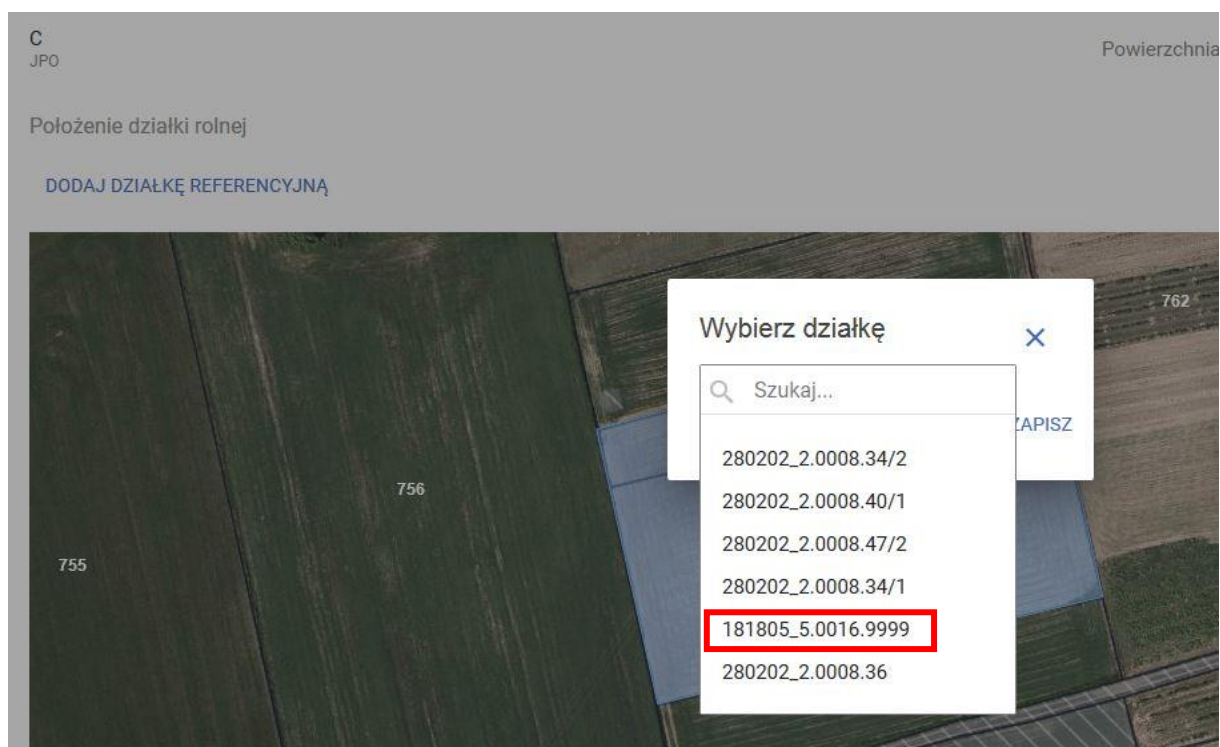 C
JPO
Powierzchnia
Położenie działki rolnej
DODAJ DZIAŁKĘ REFERENCYJNĄ
762
Wybierz działkę
Szukaj...
ZAPISZ
280202_2.0008.34/2
756
280202_2.0008.40/1
280202_2.0008.47/2
755
280202_2.0008.34/1
181805_5.0016.9999
280202_2.0008.36